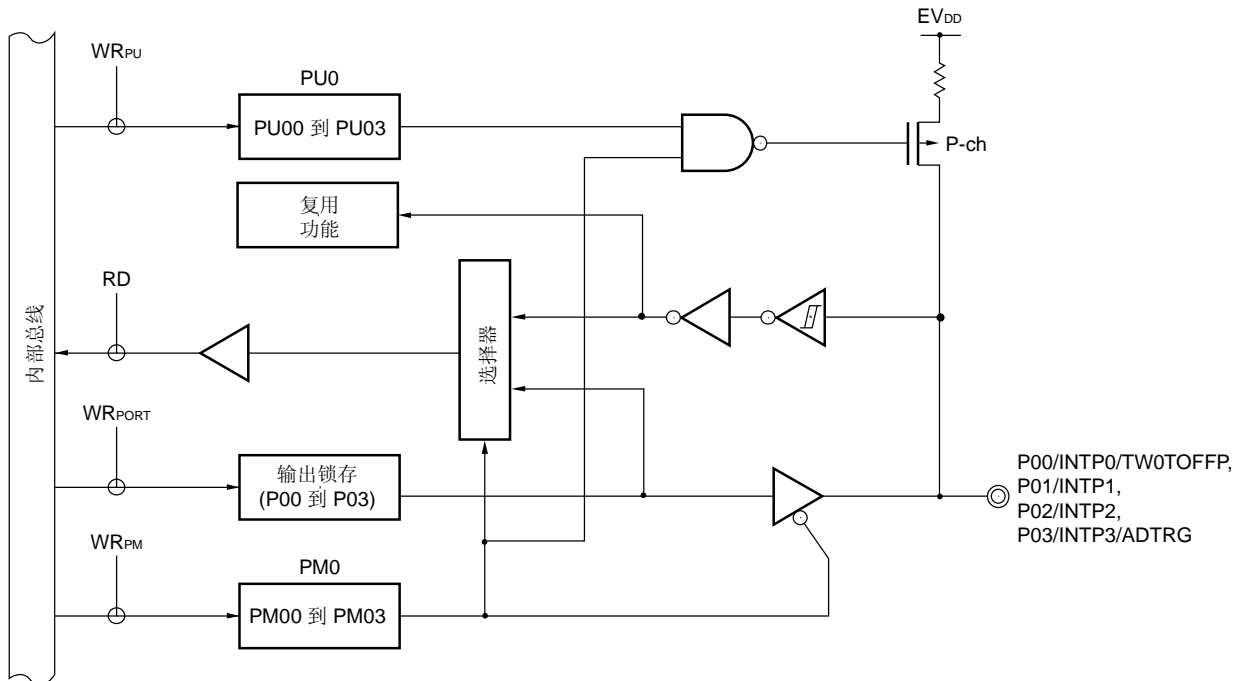 EVDD
WRPU
PU0
PU00 到 PU03
P-ch
复用
功能
RD
选择器
内部总线
WRPORT
输出锁存
(P00 到 P03)
P00/INTP0/TW0TOFFP,
P01/INTP1,
P02/INTP2,
P03/INTP3/ADTRG
WRPM
PM0
PM00 到 PM03